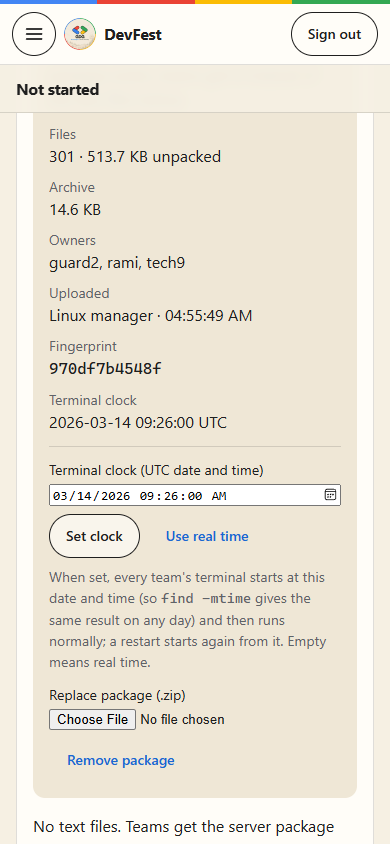 DevFest
Sign out
Not started
Files
301 · 513.7 KB unpacked
Archive
14.6 KB
Owners
guard2, rami, tech9
Uploaded
Linux manager · 04:55:49 AM
Fingerprint
970df7b4548f
Terminal clock
2026-03-14 09:26:00 UTC
Terminal clock (UTC date and time)
03/14/2026 09:26:00 AM
Set clock
Use real time
When set, every team's terminal starts at this
date and time (so find -mtime gives the
same result on any day) and then runs
normally; a restart starts again from it. Empty
means real time.
Replace package (.zip)
Choose File No file chosen
Remove package
No text files. Teams get the server package